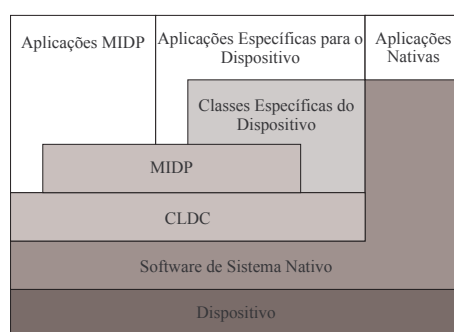 Aplicações MIDP
Aplicações Específicas para o
Dispositivo
Aplicações
Nativas
Classes Específicas do
Dispositivo
MIDP
CLDC
Software de Sistema Nativo
Dispositivo